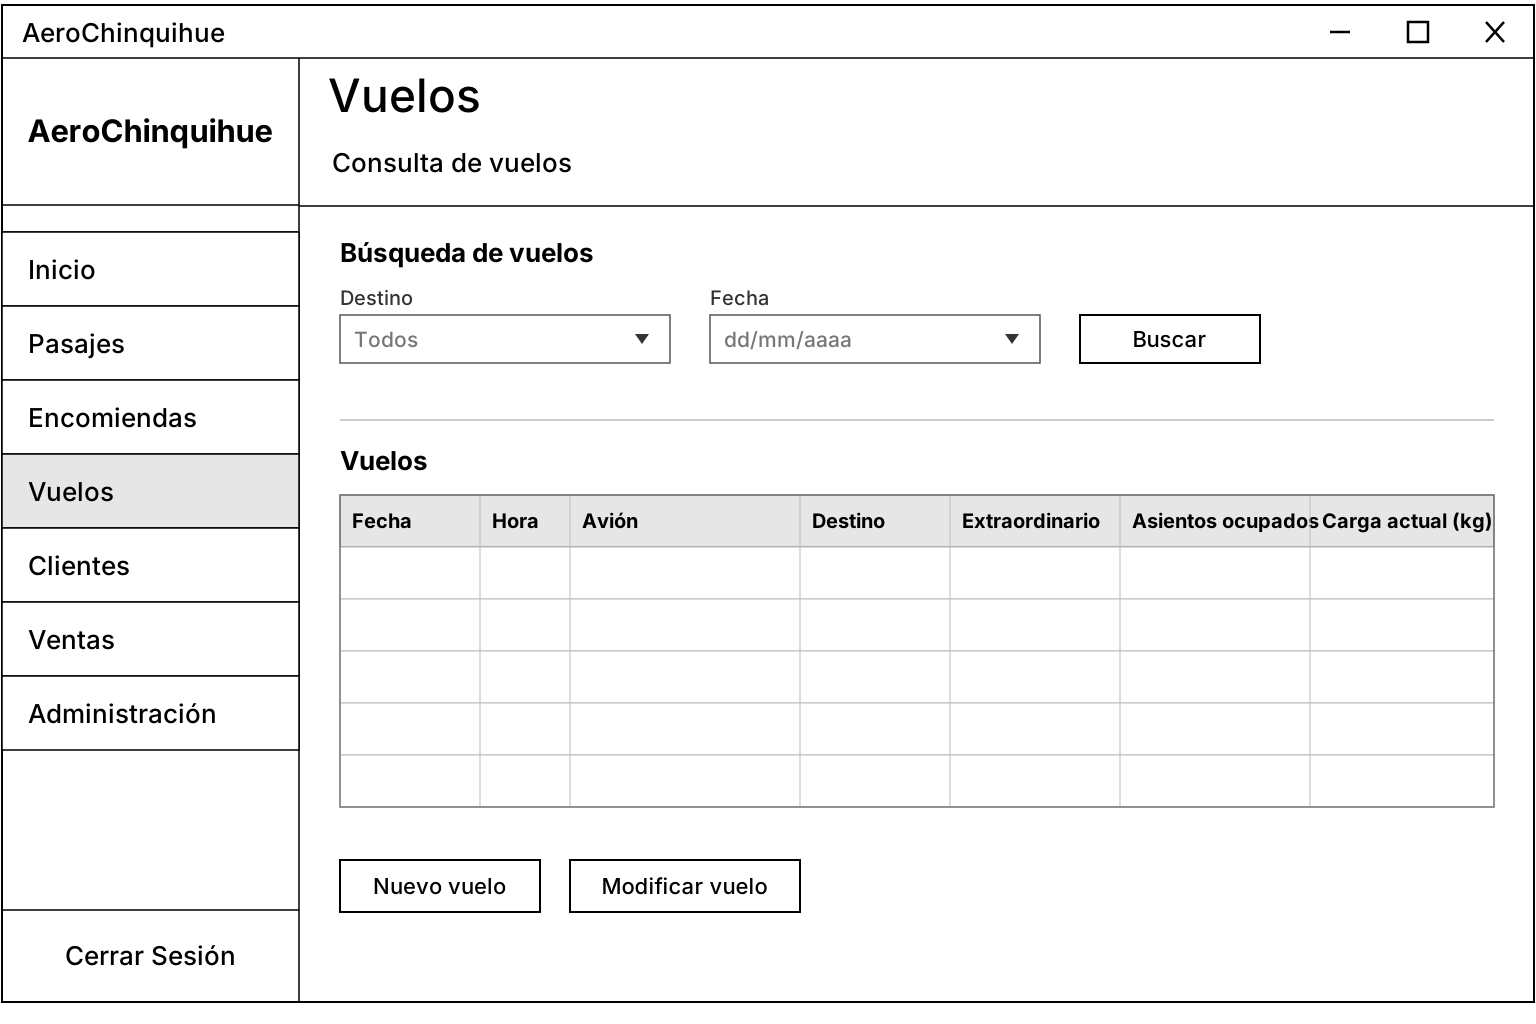 AeroChinquihue
AeroChinquihue
Vuelos
Consulta de vuelos
Inicio
Pasajes
Encomiendas
Vuelos
Clientes
Ventas
Administración
Cerrar Sesión
Búsqueda de vuelos
Destino Fecha
Todos dd/mm/aaaa Buscar
Vuelos
Fecha Hora Avión Destino Extraordinario Asientos ocupados Carga actual (kg)
Nuevo vuelo Modificar vuelo